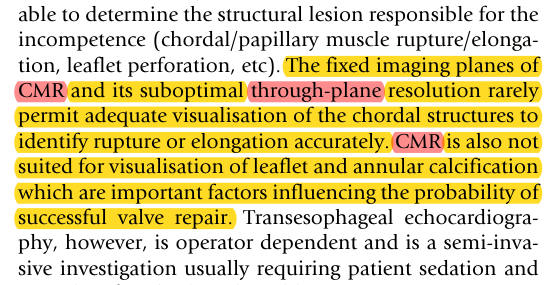 able to determine the structural lesion responsible for the
incompetence (chordal/papillary muscle rupture/elonga-
tion, leaflet perforation, etc). The fixed imaging planes of
CMR and its suboptimal through-plane resolution rarely
permit adequate visualisation of the chordal structures to
identify rupture or elongation accurately. CMR is also not
suited for visualisation of leaflet and annular calcification
which are important factors influencing the probability of
successful valve repair. Transesophageal echocardiogra-
phy, however, is operator dependent and is a semi-inva-
sive investigation usually requiring patient sedation and